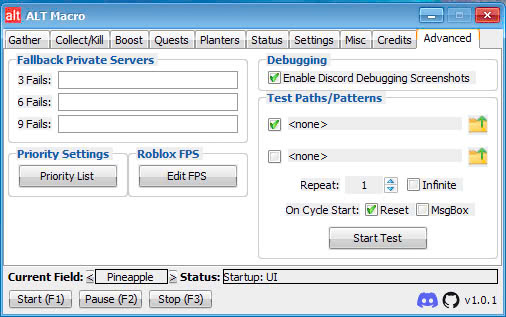 alt ALT Macro
Gather Collect/Kill Boost Quests Planters Status Settings Misc Credits Advanced
Fallback Private Servers
3 Fails:
6 Fails:
9 Fails:
Priority Settings
Priority List
Roblox FPS
Edit FPS
Debugging
Enable Discord Debugging Screenshots
Test Paths/Patterns
<none>
<none>
Repeat: 1 Infinite
On Cycle Start: Reset MsgBox
Start Test
Current Field: < Pineapple > Status: Startup: UI
Start (F1) Pause (F2) Stop (F3) v1.0.1